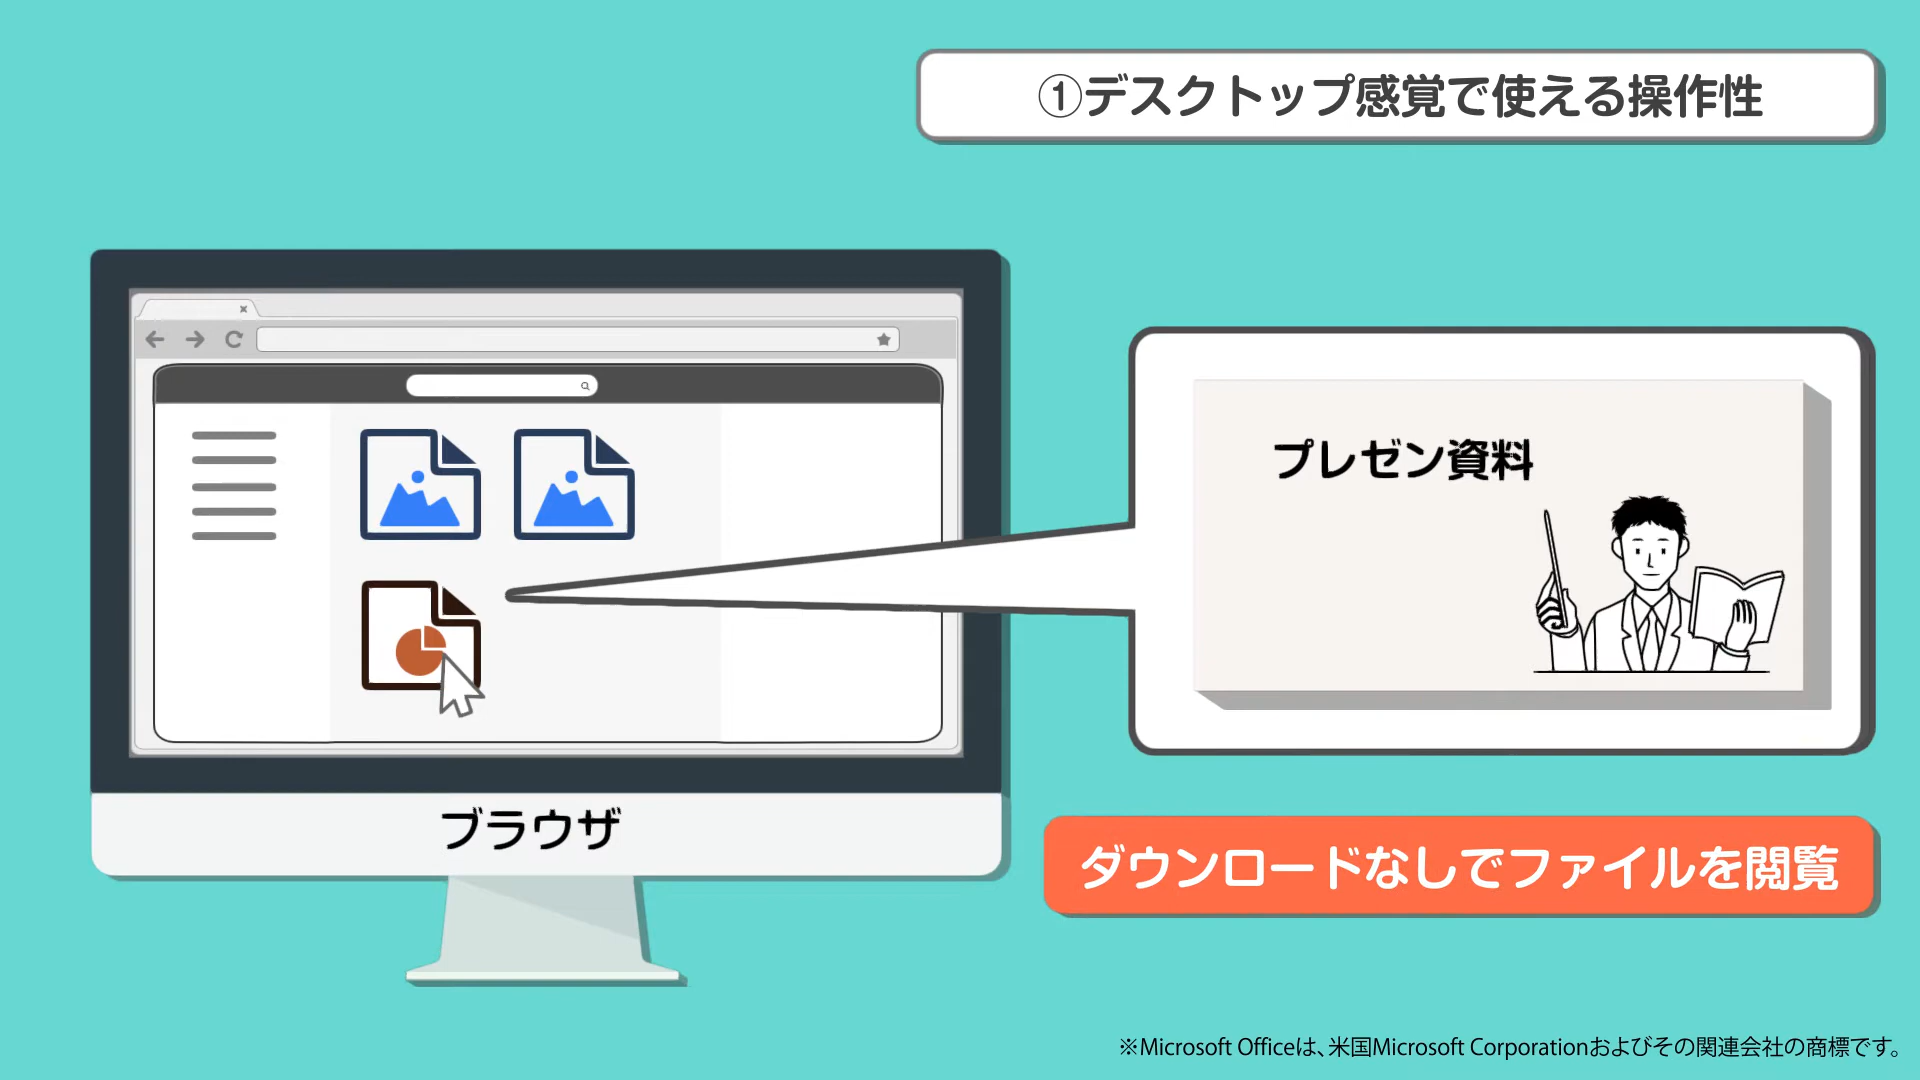 ①デスクトップ感覚で使える操作性
プレゼン資料
ブラウザ
ダウンロードなしでファイルを閲覧
※Microsoft Officeは、米国Microsoft Corporationおよびその関連会社の商標です。